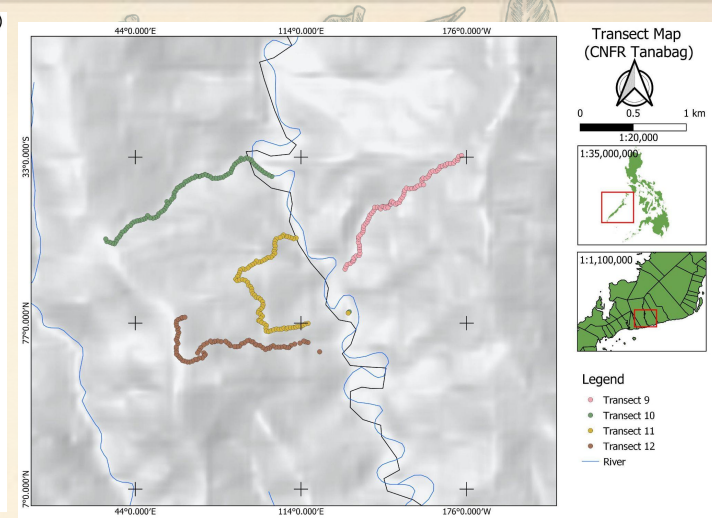 )
44°0.000'E 114°0.000'E 176°0.000'W
33°0.000'S
77°0.000'N
7°0.000'N
44°0.000'E 114°0.000'E 176°0.000'W
Transect Map
(CNFR Tanabag)
0 0.5 1 km
1:20,000
1:35,000,000
1:1,100,000
Legend
Transect 9
Transect 10
Transect 11
Transect 12
River